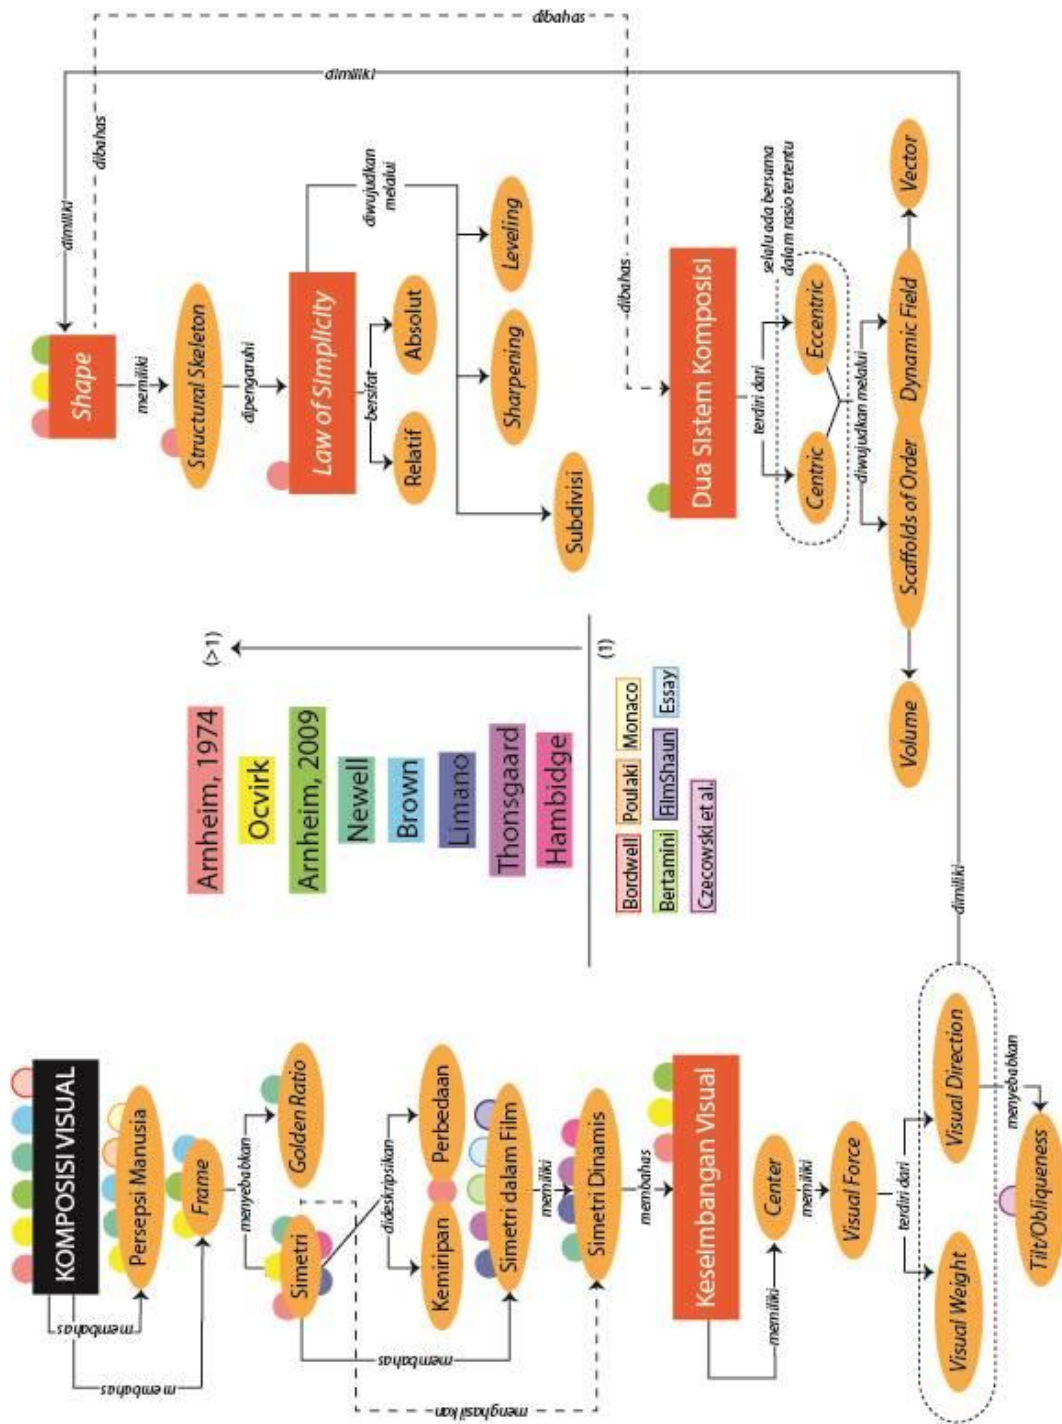 KOMPOSISI VISUAL
membahas
membahas
Persepsi Manusia
Frame
menyebabkan
Simetri
Golden Ratio
dideskripsikan
Kemiripan
Perbedaan
membahas
menghasilkan
Simetri dalam Film
memiliki
Simetri Dinamis
membahas
Keseimbangan Visual
memiliki
Center
memiliki
Visual Force
terdiri dari
Visual Weight
Visual Direction
menyebabkan
Tilt/Obliqueness
dimiliki
Arnheim, 1974
Ocvirk
Arnheim, 2009
Newell
Brown
Limano
Thonsgaard
Hambidge
(>1)
(1)
Bordwell
Poulaki
Monaco
Bertamini
FilmShaun
Essay
Czecowski et al.
Shape
dimiliki
dibahas
memiliki
Structural Skeleton
dipengaruhi
Law of Simplicity
bersifat
Relatif
Absolut
diwujudkan
melalui
Subdivisi
Sharpening
Leveling
dimiliki
dibahas
dibahas
Dua Sistem Komposisi
terdiri dari
selalu ada bersama
dalam rasio tertentu
Centric
Eccentric
diwujudkan melalui
Volume
Scaffolds of Order
Dynamic Field
Vector